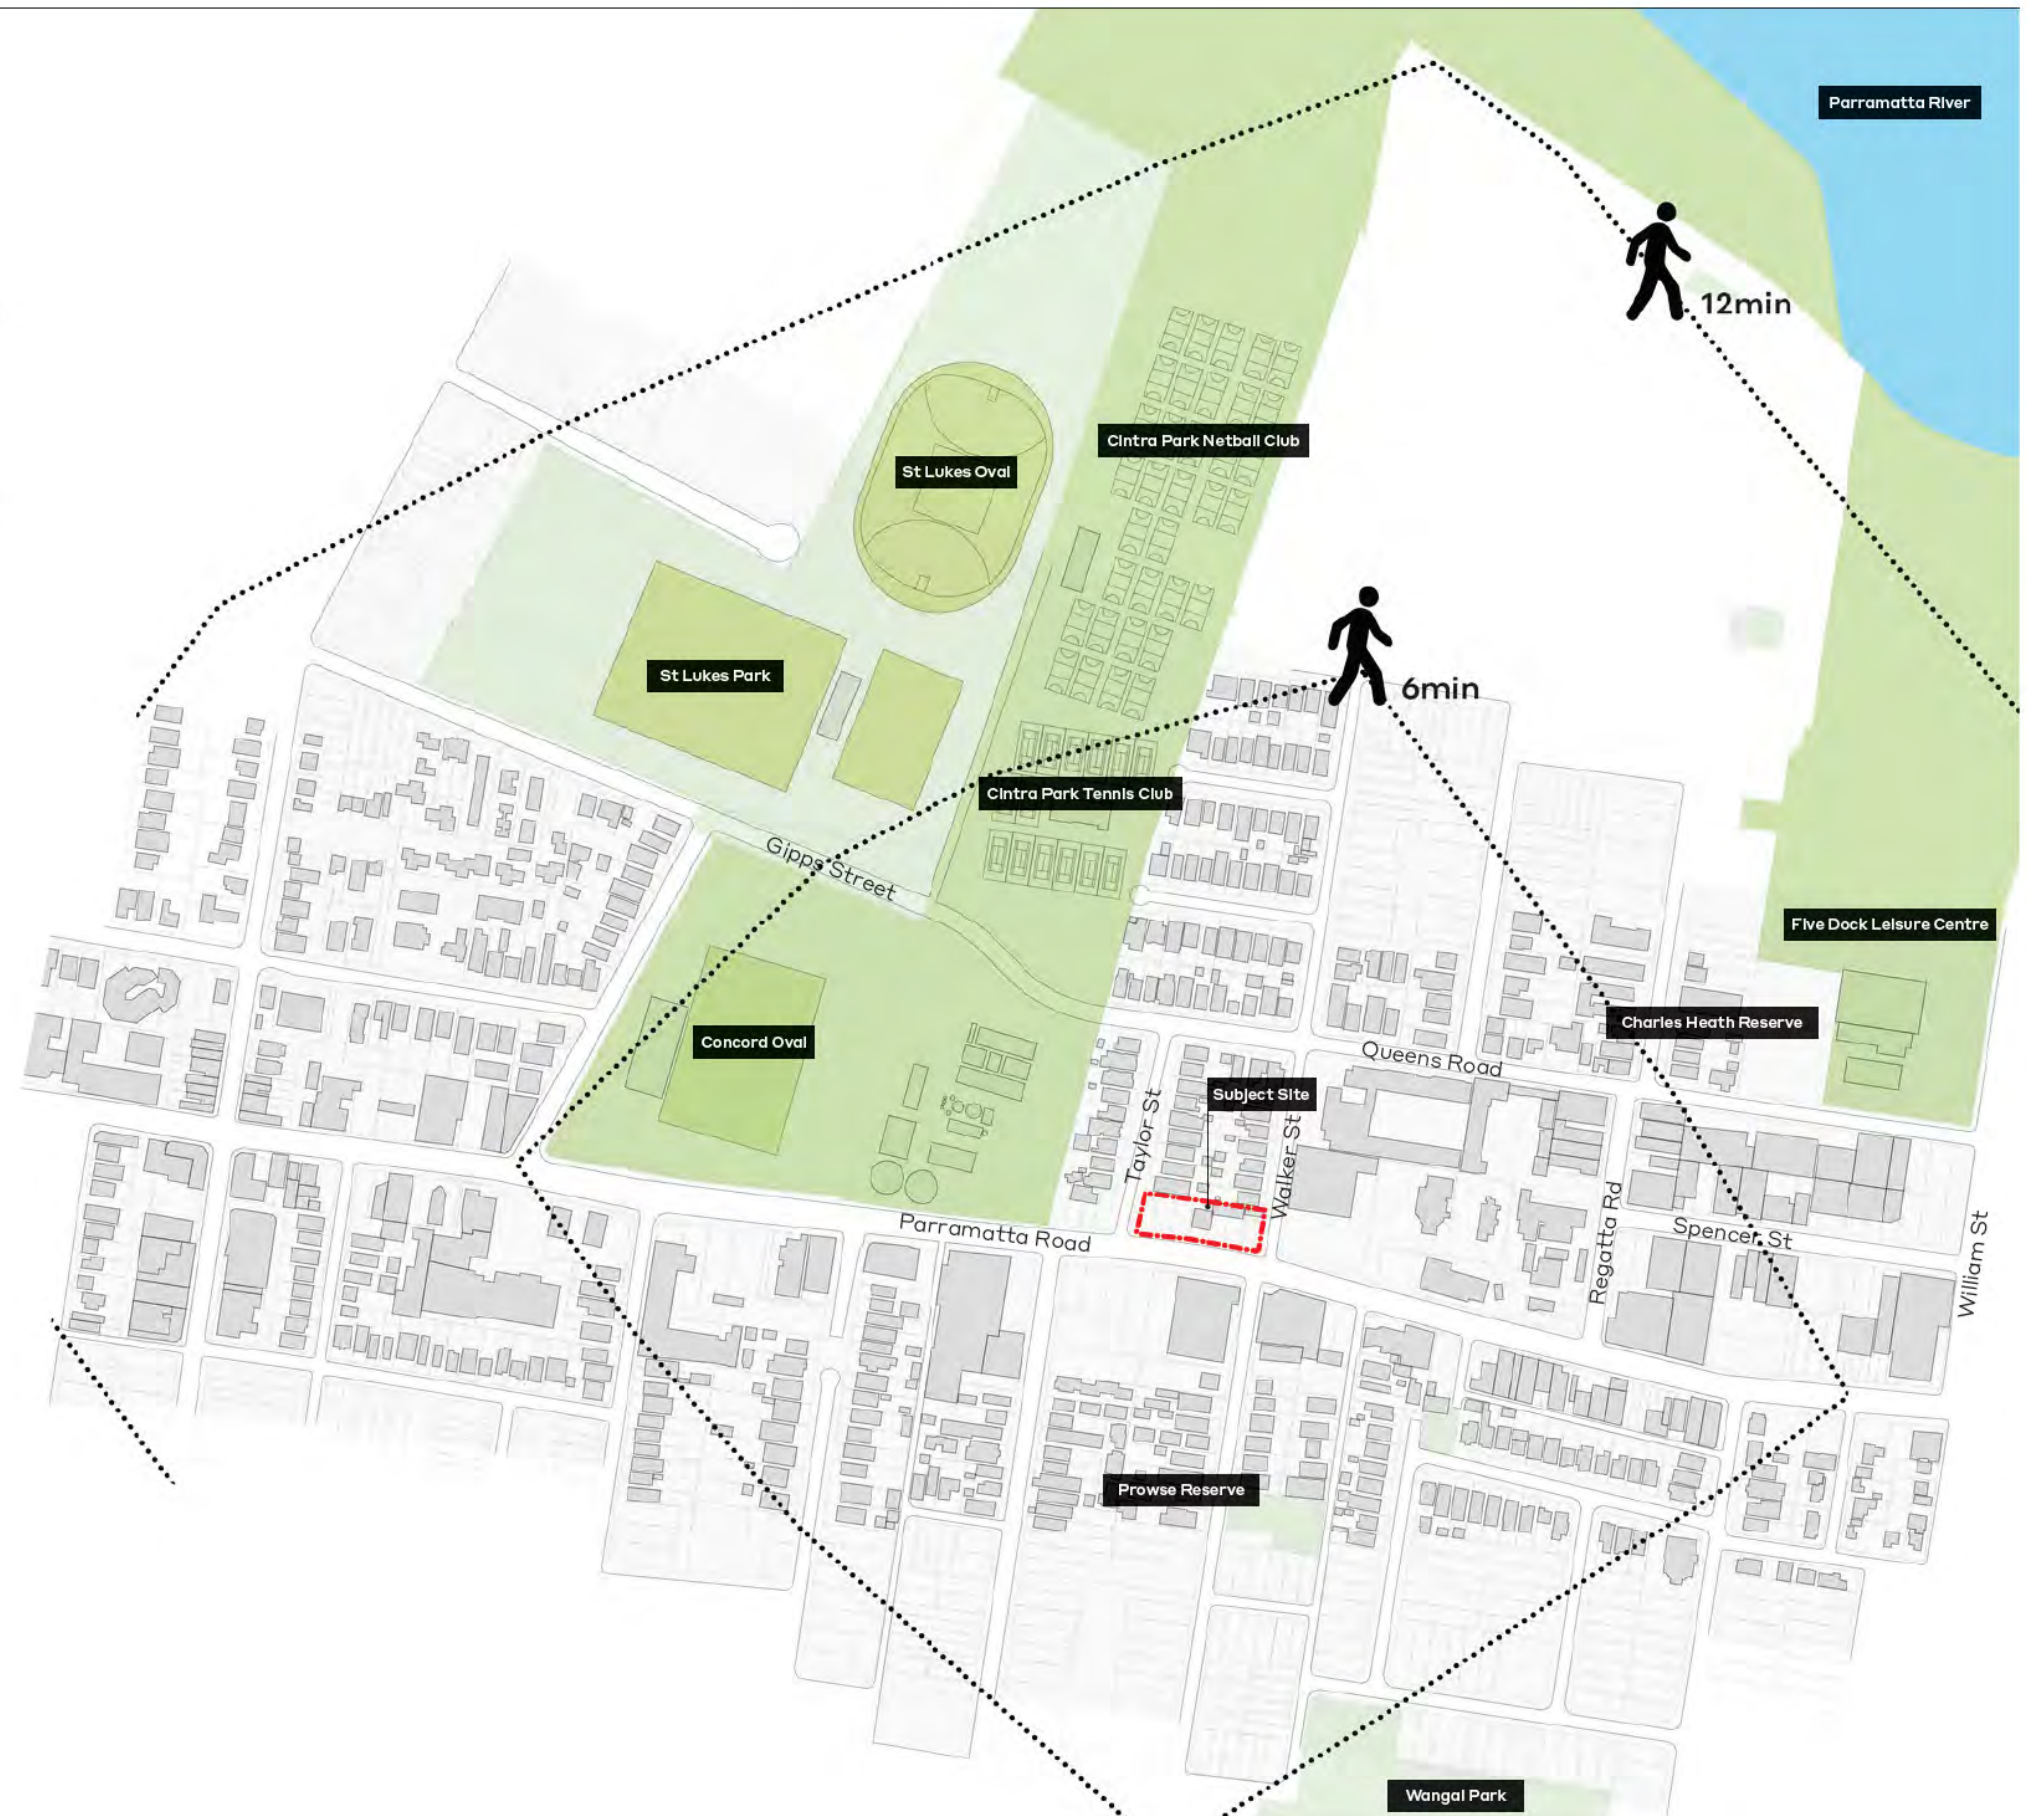 Parramatta River
12min
Cintra Park Netball Club
St Lukes Oval
St Lukes Park
6min
Cintra Park Tennis Club
Gipps Street
Five Dock Leisure Centre
Charles Heath Reserve
Concord Oval
Queens Road
Subject Site
Taylor St
Walker St
Parramatta Road
Regatta Rd
Spencer St
William St
Prowse Reserve
Wangal Park